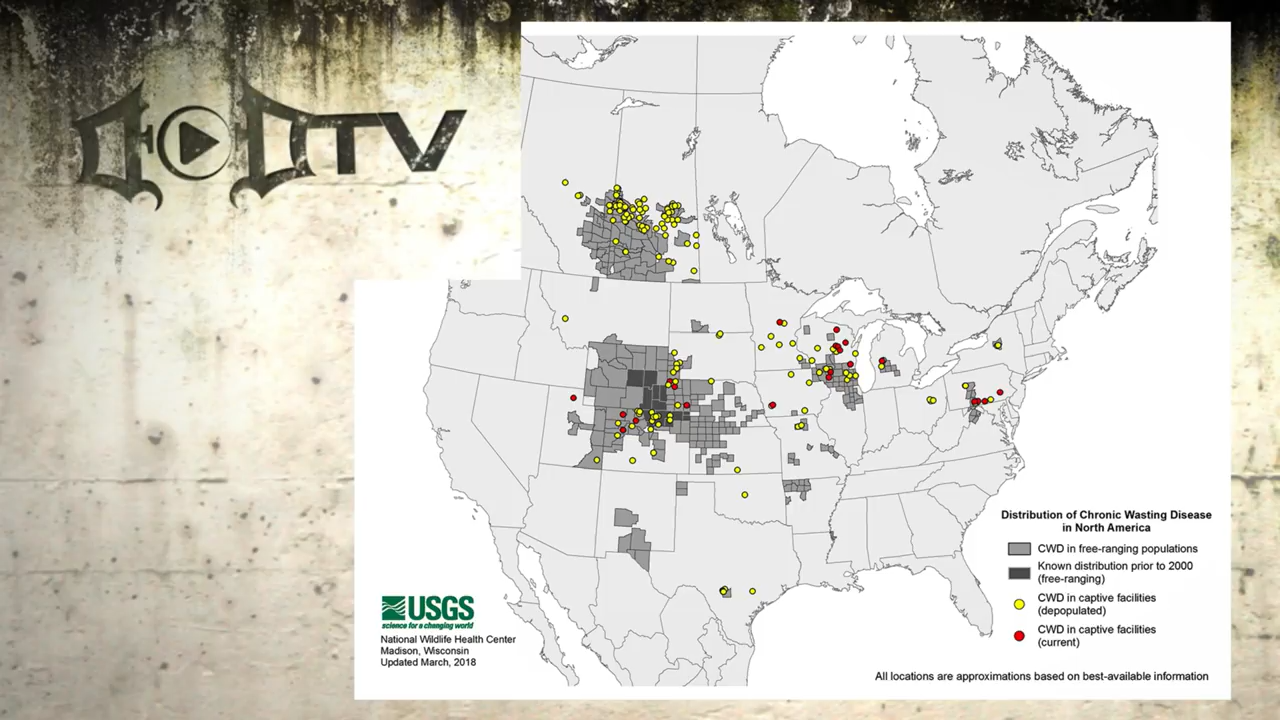 TV
Distribution of Chronic Wasting Disease
in North America
CWD in free-ranging populations
Known distribution prior to 2000
(free-ranging)
CWD in captive facilities
(depopulated)
CWD in captive facilities
(current)
USGS
science for a changing world
National Wildlife Health Center
Madison, Wisconsin
Updated March, 2018
All locations are approximations based on best-available information